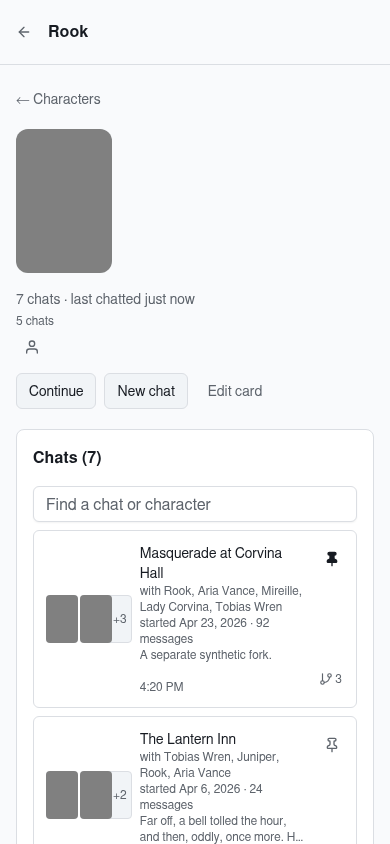 ← Rook
← Characters
7 chats · last chatted just now
5 chats
Continue
New chat
Edit card
Chats (7)
Find a chat or character
Masquerade at Corvina
Hall
with Rook, Aria Vance, Mireille,
Lady Corvina, Tobias Wren
started Apr 23, 2026 · 92
messages
+3
A separate synthetic fork.
4:20 PM
3
The Lantern Inn
with Tobias Wren, Juniper,
Rook, Aria Vance
started Apr 6, 2026 · 24
messages
+2
Far off, a bell tolled the hour,
and then, oddly, once more. H...